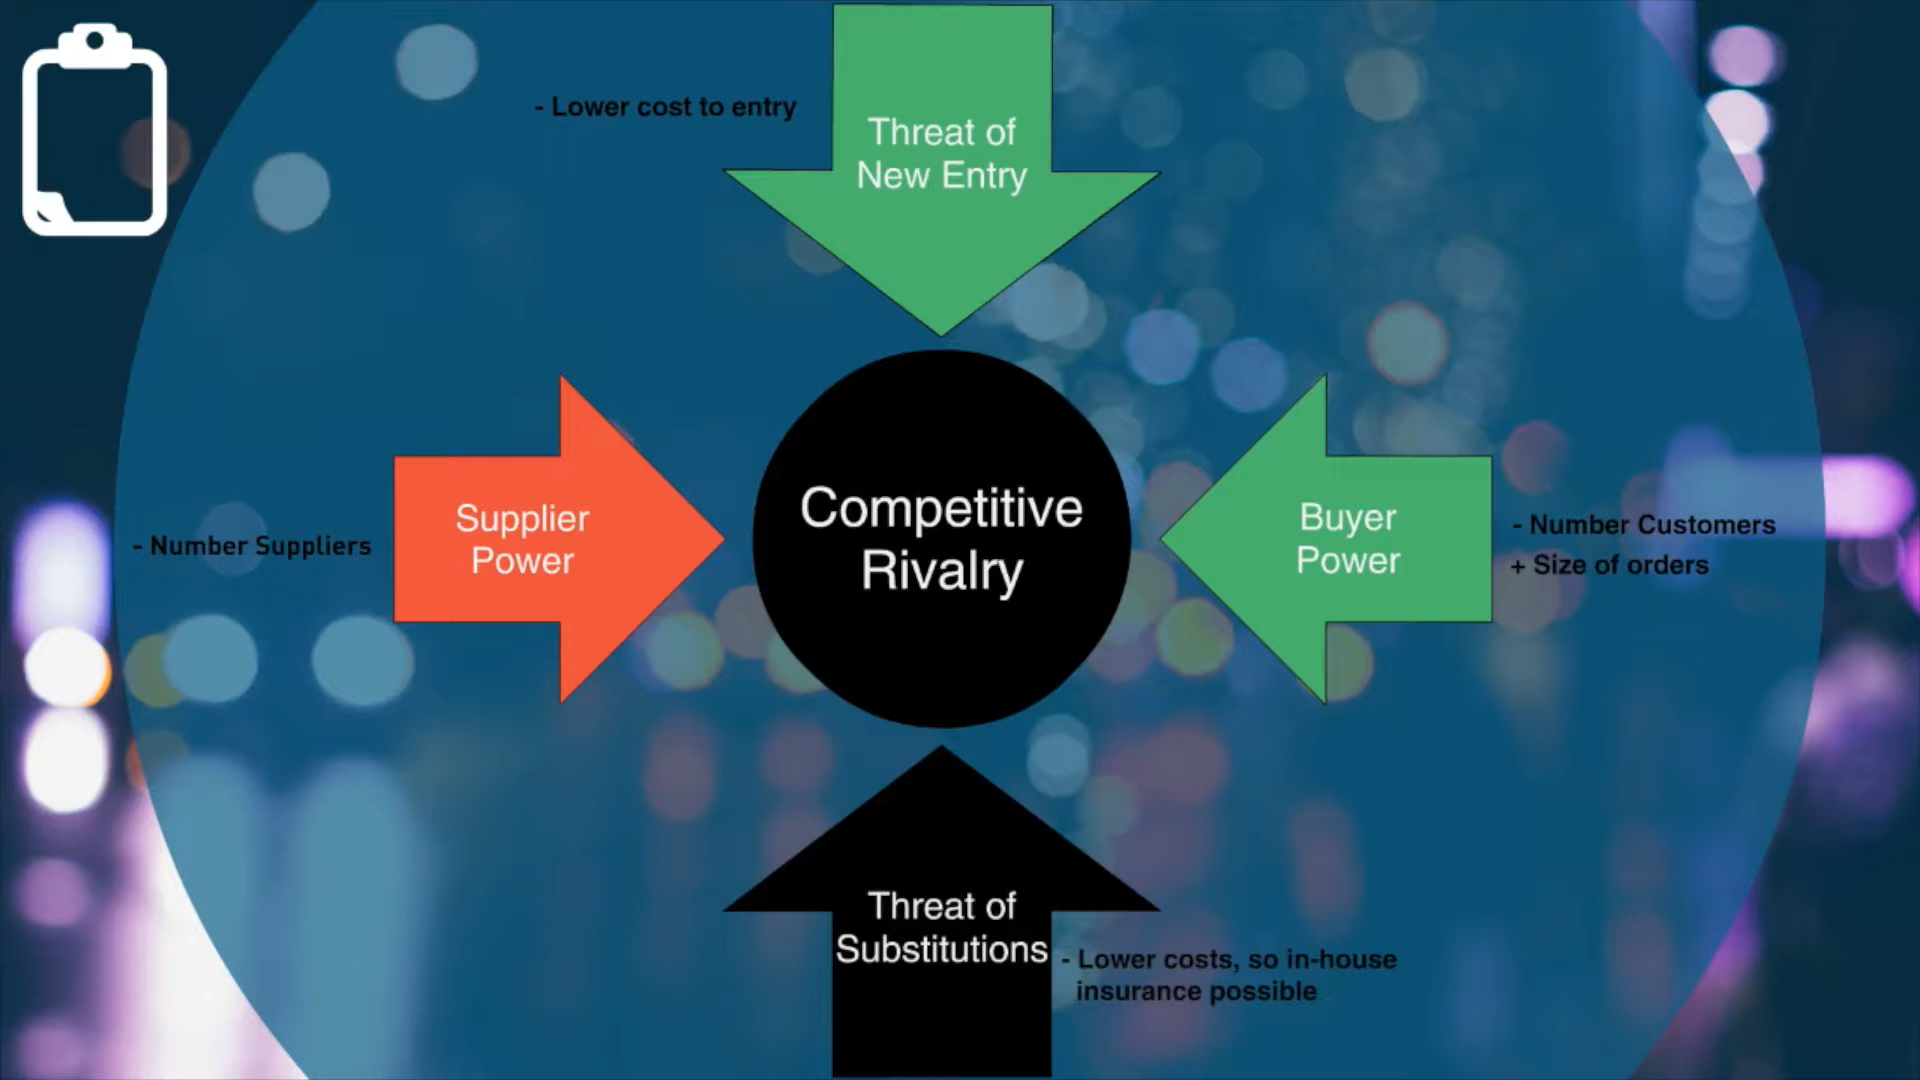 - Lower cost to entry
Threat of
New Entry
- Number Suppliers
Supplier
Power
Competitive
Rivalry
Buyer
Power
- Number Customers
+ Size of orders
Threat of
Substitutions
- Lower costs, so in-house
insurance possible